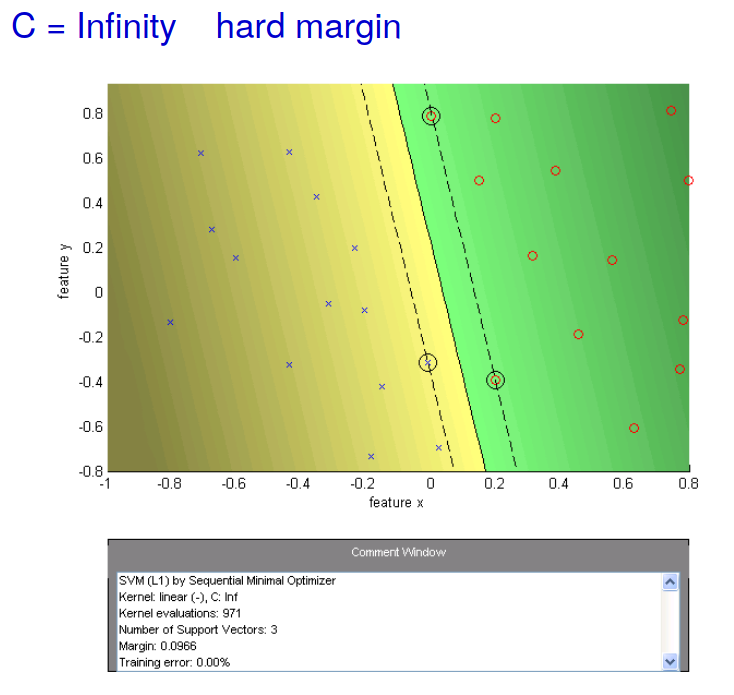 C = Infinity    hard margin
0.8
0.6
0.4
0.2
0
-0.2
-0.4
-0.6
-0.8
feature y
-1 -0.8 -0.6 -0.4 -0.2 0 0.2 0.4 0.6 0.8
feature x
Comment Window
SVM (L1) by Sequential Minimal Optimizer
Kernel: linear (-), C: Inf
Kernel evaluations: 971
Number of Support Vectors: 3
Margin: 0.0966
Training error: 0.00%